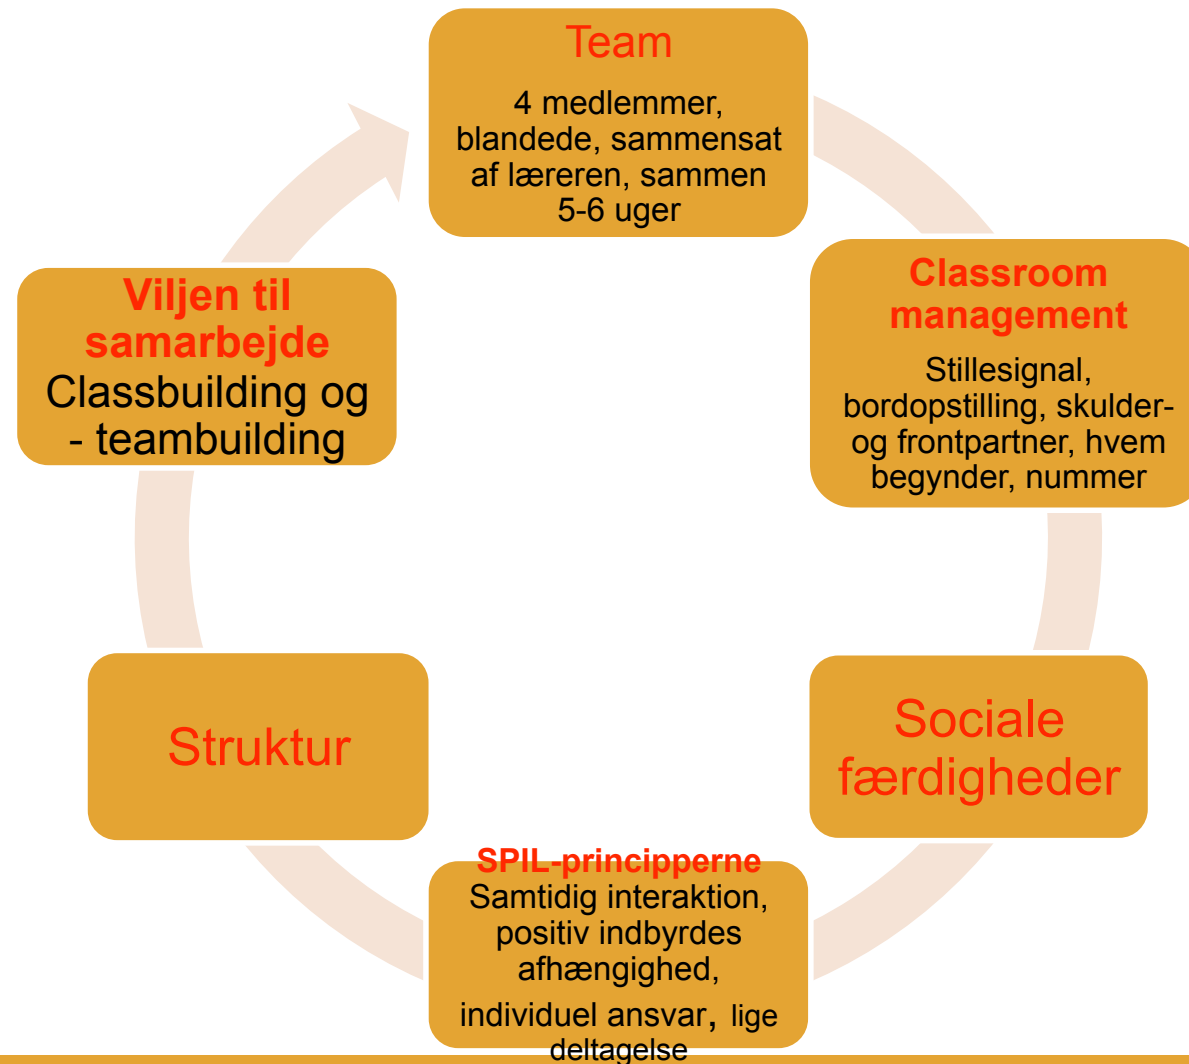 Team
4 medlemmer,
blandede, sammensat
af læreren, sammen
5-6 uger
Classroom
management
Stillesignal,
bordopstilling, skulder-
og frontpartner, hvem
begynder, nummer
Sociale
færdigheder
SPIL-principperne
Samtidig interaktion,
positiv indbyrdes
afhængighed,
individuel ansvar, lige
deltagelse
Struktur
Viljen til
samarbejde
Classbuilding og
- teambuilding